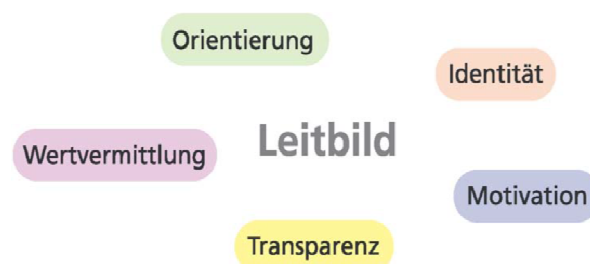 Orientierung
Identität
Leitbild
Wertvermittlung
Motivation
Transparenz